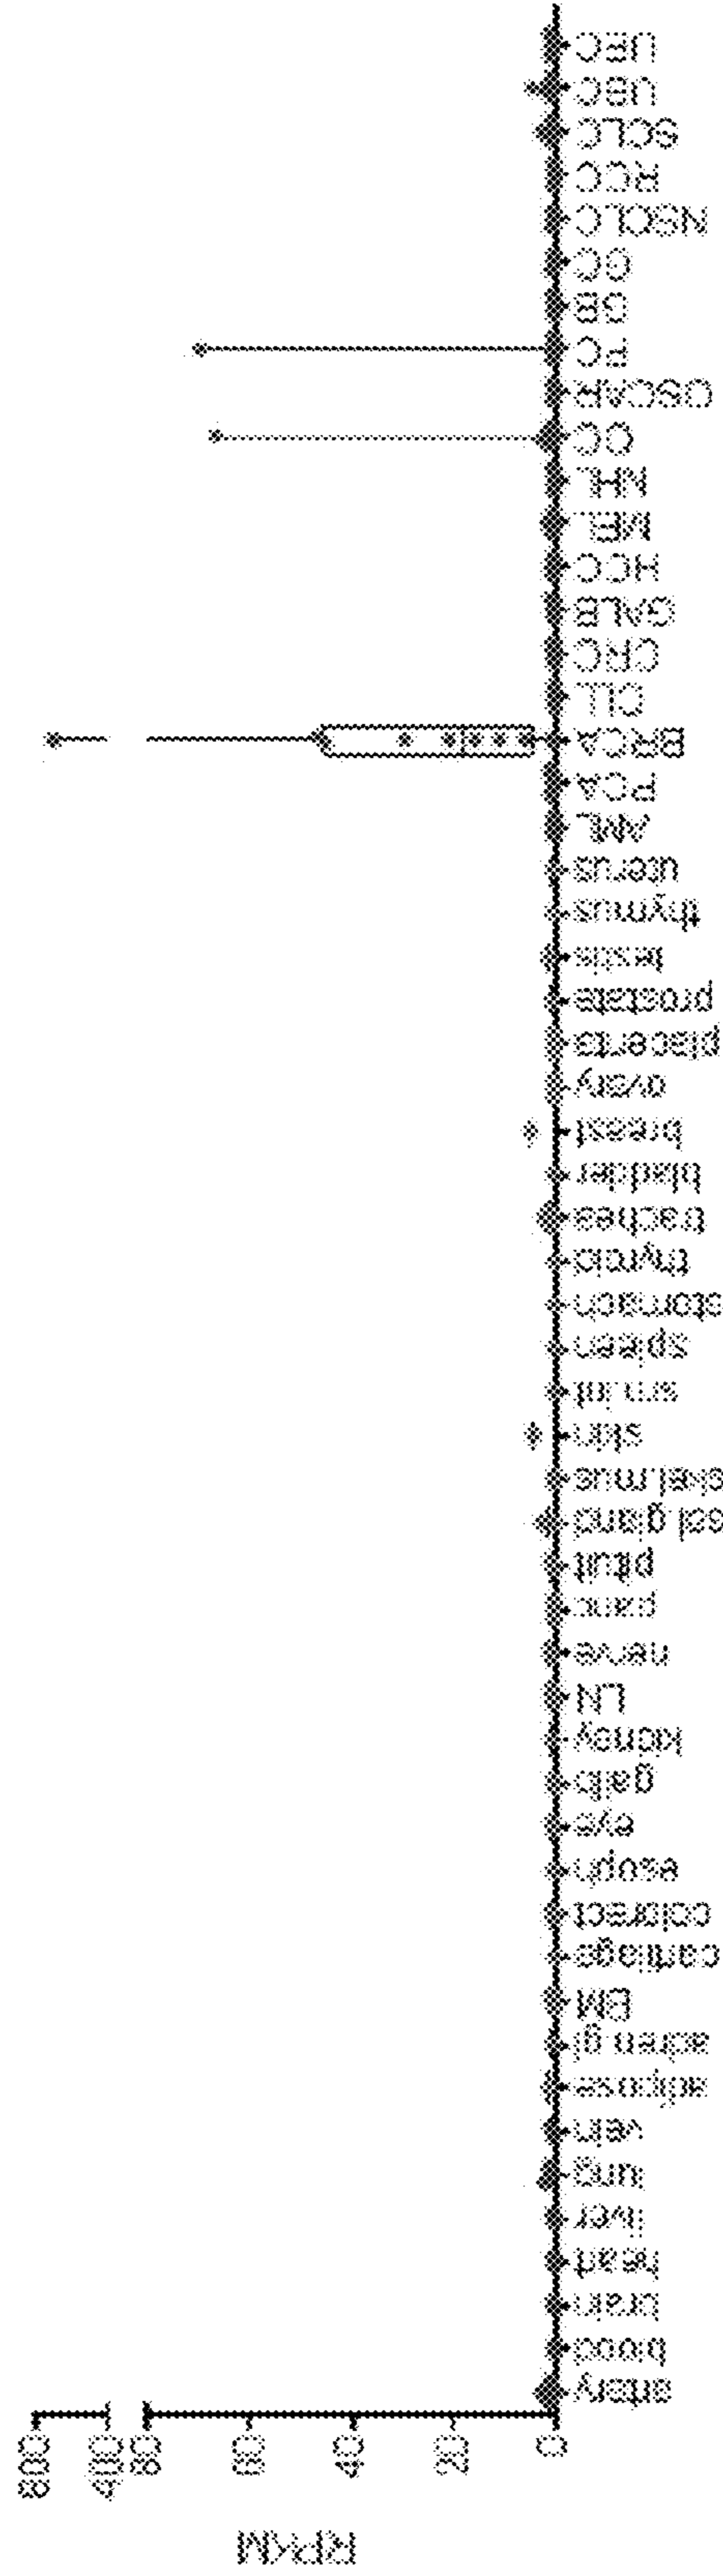 RPKM
400
80
60
40
20
0
artery
blood
brain
heart
liver
lung
vein
adipose
adren.gl
BM
cartilage
colorect
esoph
eye
gallb
kidney
LN
nerve
panc
pituit
sal.gland
skel.mus
skin
sm.int
spleen
stomach
thyroid
trachea
bladder
breast
ovary
placenta
prostate
testis
thymus
uterus
AML
PCA
BRCA
CLL
CRC
GALB
HCC
MEL
NHL
OC
OSCAR
PC
GB
GC
NSCLC
RCC
SCLC
UBC
UEC